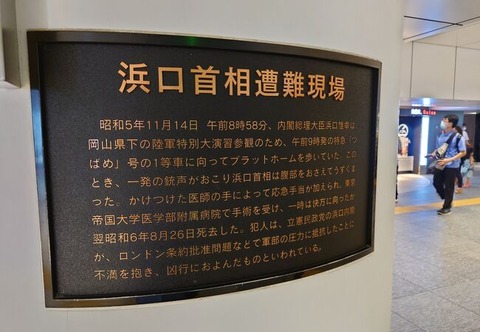 浜口首相遭難現場
昭和5年11月14日 午前8時58分、内閣総理大臣浜口雄幸は
岡山県下の陸軍特別大演習参観のため、午前9時発の特急「つ
ばめ」号の1等車に向ってプラットホームを歩いていた。この
とき、一発の銃声がおこり浜口首相は腹部をおさえてうずくま
った。かけつけた医師の手によって応急手当が加えられ、東京
帝国大学医学部附属病院で手術を受け、一時は快方に向ったが
翌昭和6年8月26日死去した。犯人は、立憲民政党の浜口内閣
が、ロンドン条約批准問題などで軍部の圧力に抵抗したことに
不満を抱き、凶行におよんだものといわれている。